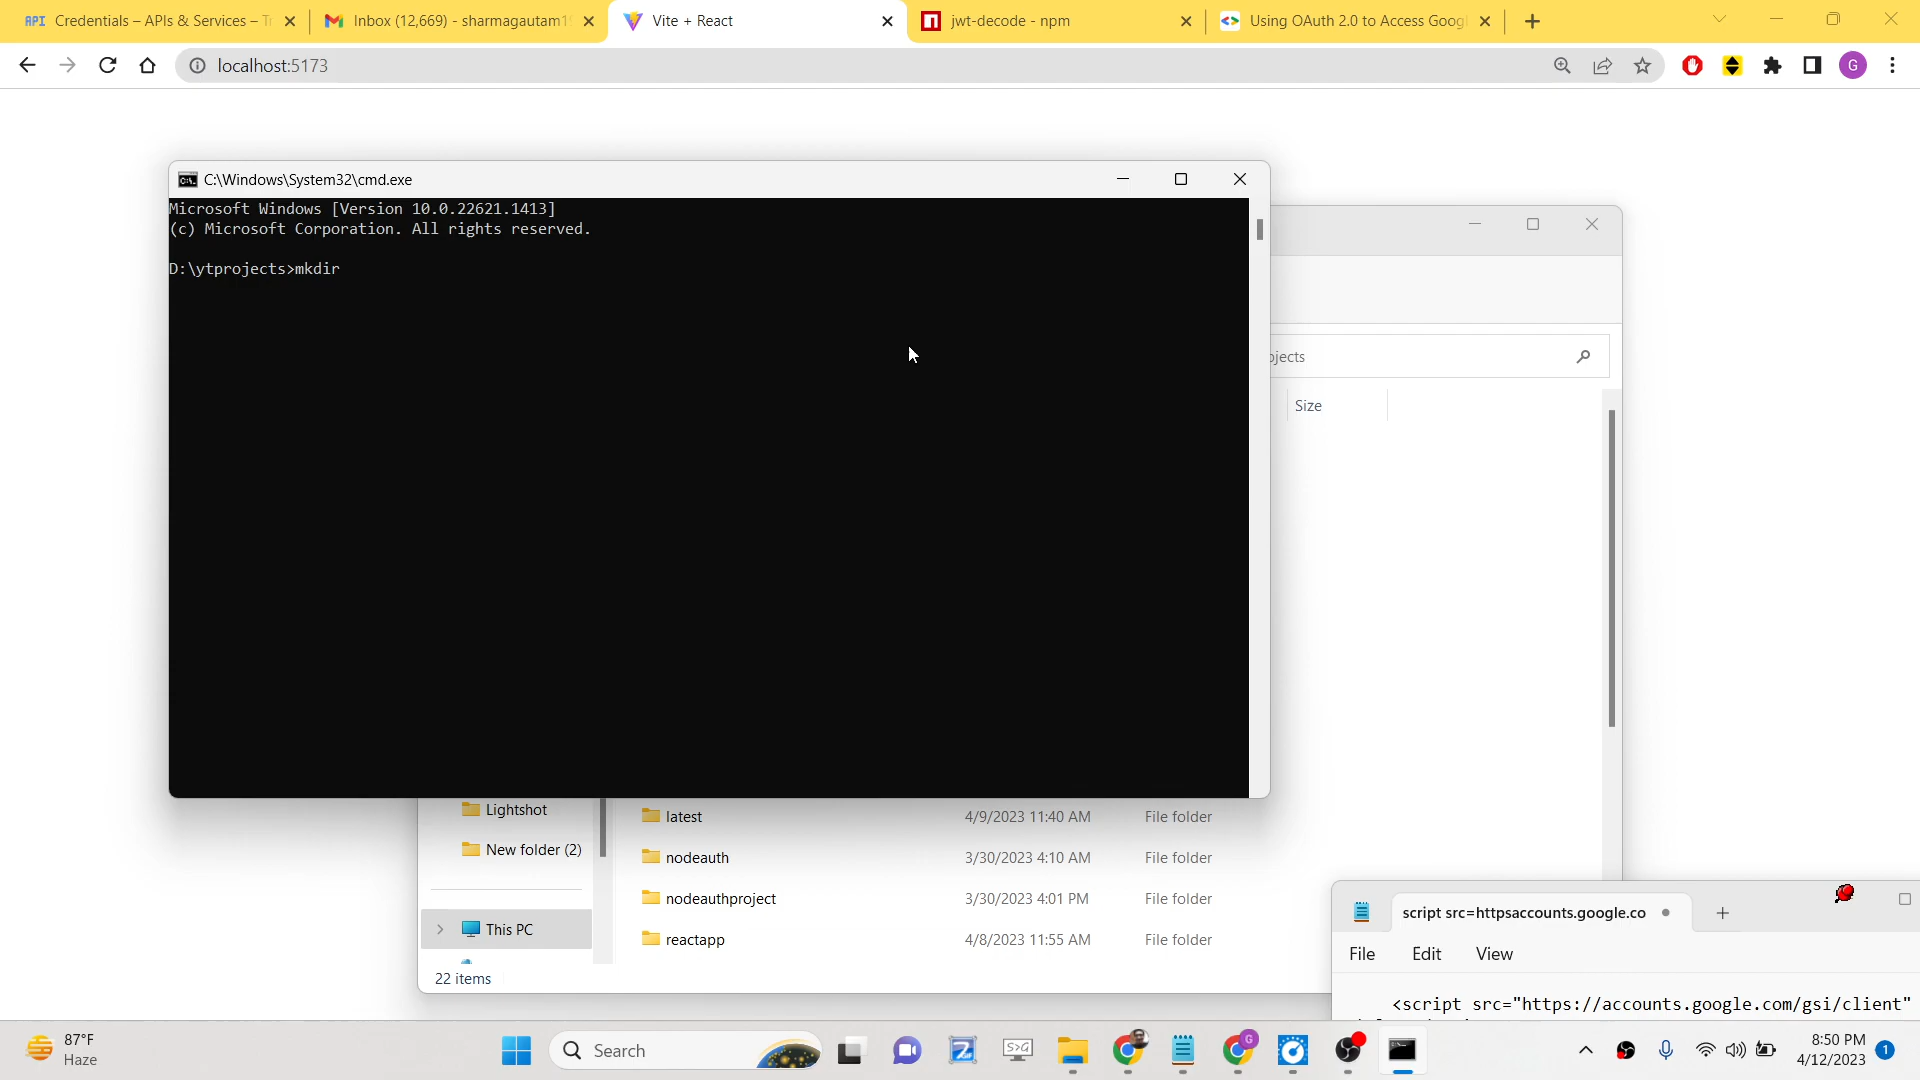 API Credentials – APIs & Services – Tr
Inbox (12,669) - sharmagautam1
Vite + React
jwt-decode - npm
Using OAuth 2.0 to Access Goog
localhost:5173
G
C:\Windows\System32\cmd.exe
Microsoft Windows [Version 10.0.22621.1413]
(c) Microsoft Corporation. All rights reserved.
D:\ytprojects>mkdir
ojects
Size
Lightshot
New folder (2)
This PC
22 items
latest 4/9/2023 11:40 AM File folder
nodeauth 3/30/2023 4:10 AM File folder
nodeauthproject 3/30/2023 4:01 PM File folder
reactapp 4/8/2023 11:55 AM File folder
script src=httpsaccounts.google.co
File Edit View
<script src="https://accounts.google.com/gsi/client"
87°F
Haze
Search
8:50 PM
4/12/2023
1